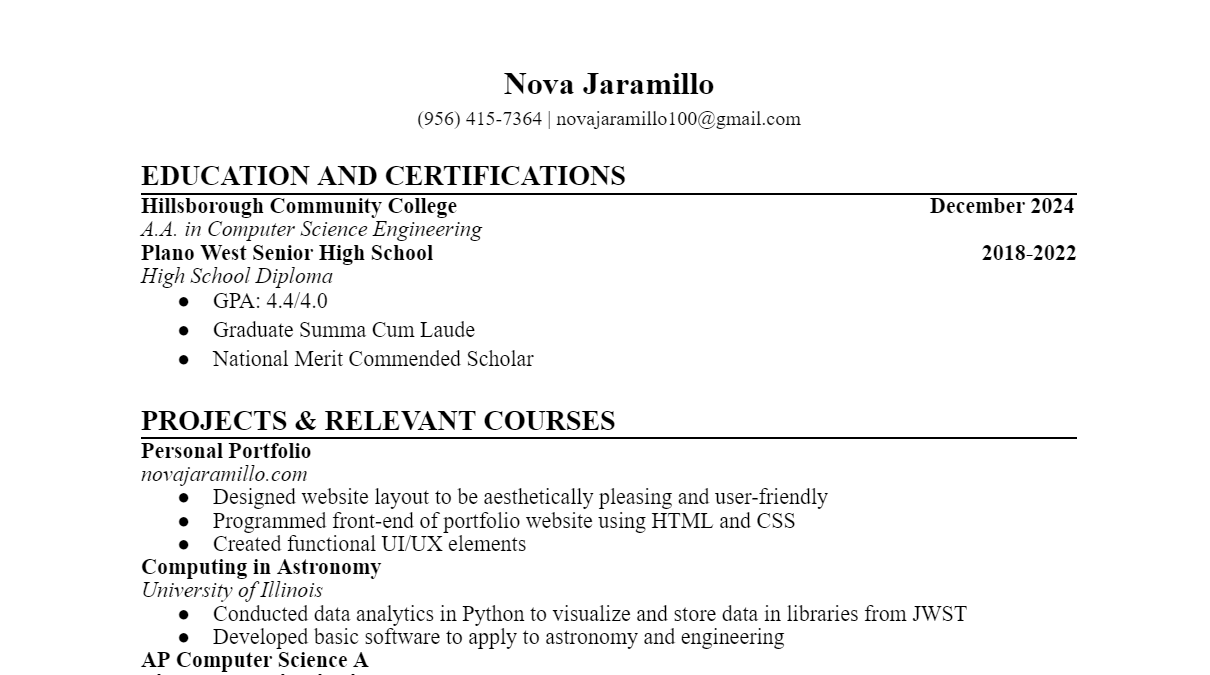 Nova Jaramillo
(956) 415-7364 | novajaramillo100@gmail.com
EDUCATION AND CERTIFICATIONS
Hillsborough Community College December 2024
A.A. in Computer Science Engineering
Plano West Senior High School 2018-2022
High School Diploma
● GPA: 4.4/4.0
● Graduate Summa Cum Laude
● National Merit Commended Scholar
PROJECTS & RELEVANT COURSES
Personal Portfolio
novajaramillo.com
● Designed website layout to be aesthetically pleasing and user-friendly
● Programmed front-end of portfolio website using HTML and CSS
● Created functional UI/UX elements
Computing in Astronomy
University of Illinois
● Conducted data analytics in Python to visualize and store data in libraries from JWST
● Developed basic software to apply to astronomy and engineering
AP Computer Science A